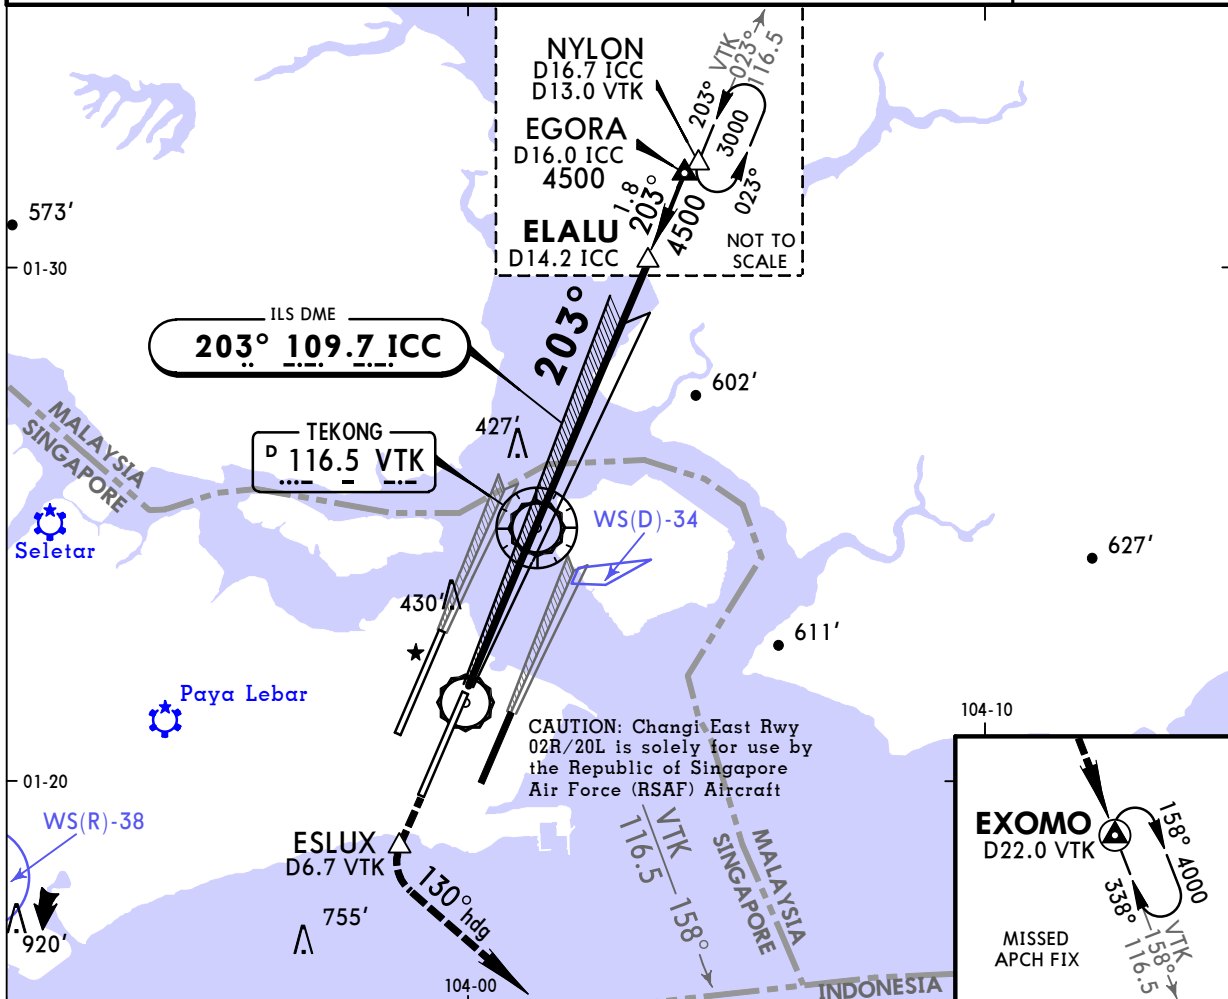 NYLON
D16.7 ICC
D13.0 VTK
VTK
023°
116.5
203°
3000
023°
EGORA
D16.0 ICC
4500
1.8
203°
4500
ELALU
D14.2 ICC
NOT TO
SCALE
573'
01-30
ILS DME
203° 109.7 ICC
203°
602'
MALAYSIA
SINGAPORE
427'
TEKONG
D 116.5 VTK
WS(D)-34
Seletar
627'
430'
611'
Paya Lebar
104-10
CAUTION: Changi East Rwy
02R/20L is solely for use by
the Republic of Singapore
Air Force (RSAF) Aircraft
01-20
WS(R)-38
ESLUX
D6.7 VTK
130° hdg
VTK
116.5
158°
SINGAPORE
MALAYSIA
EXOMO
D22.0 VTK
158° 4000
338°
VTK
158°
116.5
MISSED
APCH FIX
755'
920'
104-00
INDONESIA